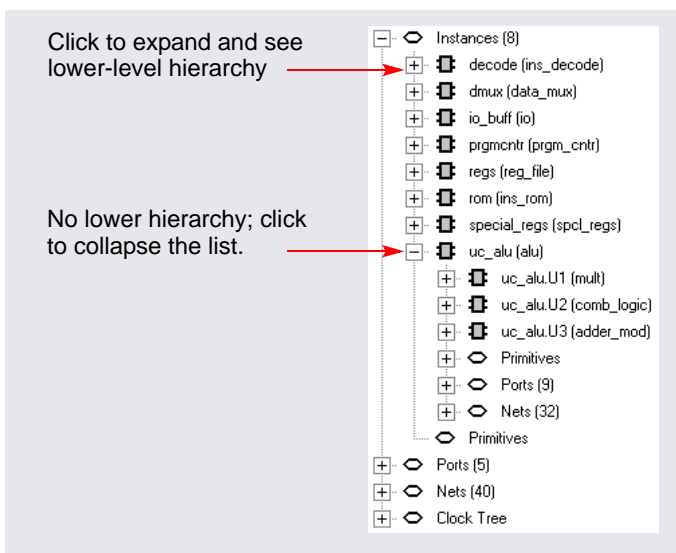 Click to expand and see
lower-level hierarchy
No lower hierarchy; click
to collapse the list.
Instances (8)
decode (ins_decode)
dmux (data_mux)
io_buff (io)
prgmcntr (prgm_cntr)
regs (reg_file)
rom (ins_rom)
special_regs (spcl_regs)
uc_alu (alu)
uc_alu.U1 (mult)
uc_alu.U2 (comb_logic)
uc_alu.U3 (adder_mod)
Primitives
Ports (9)
Nets (32)
Primitives
Ports (5)
Nets (40)
Clock Tree